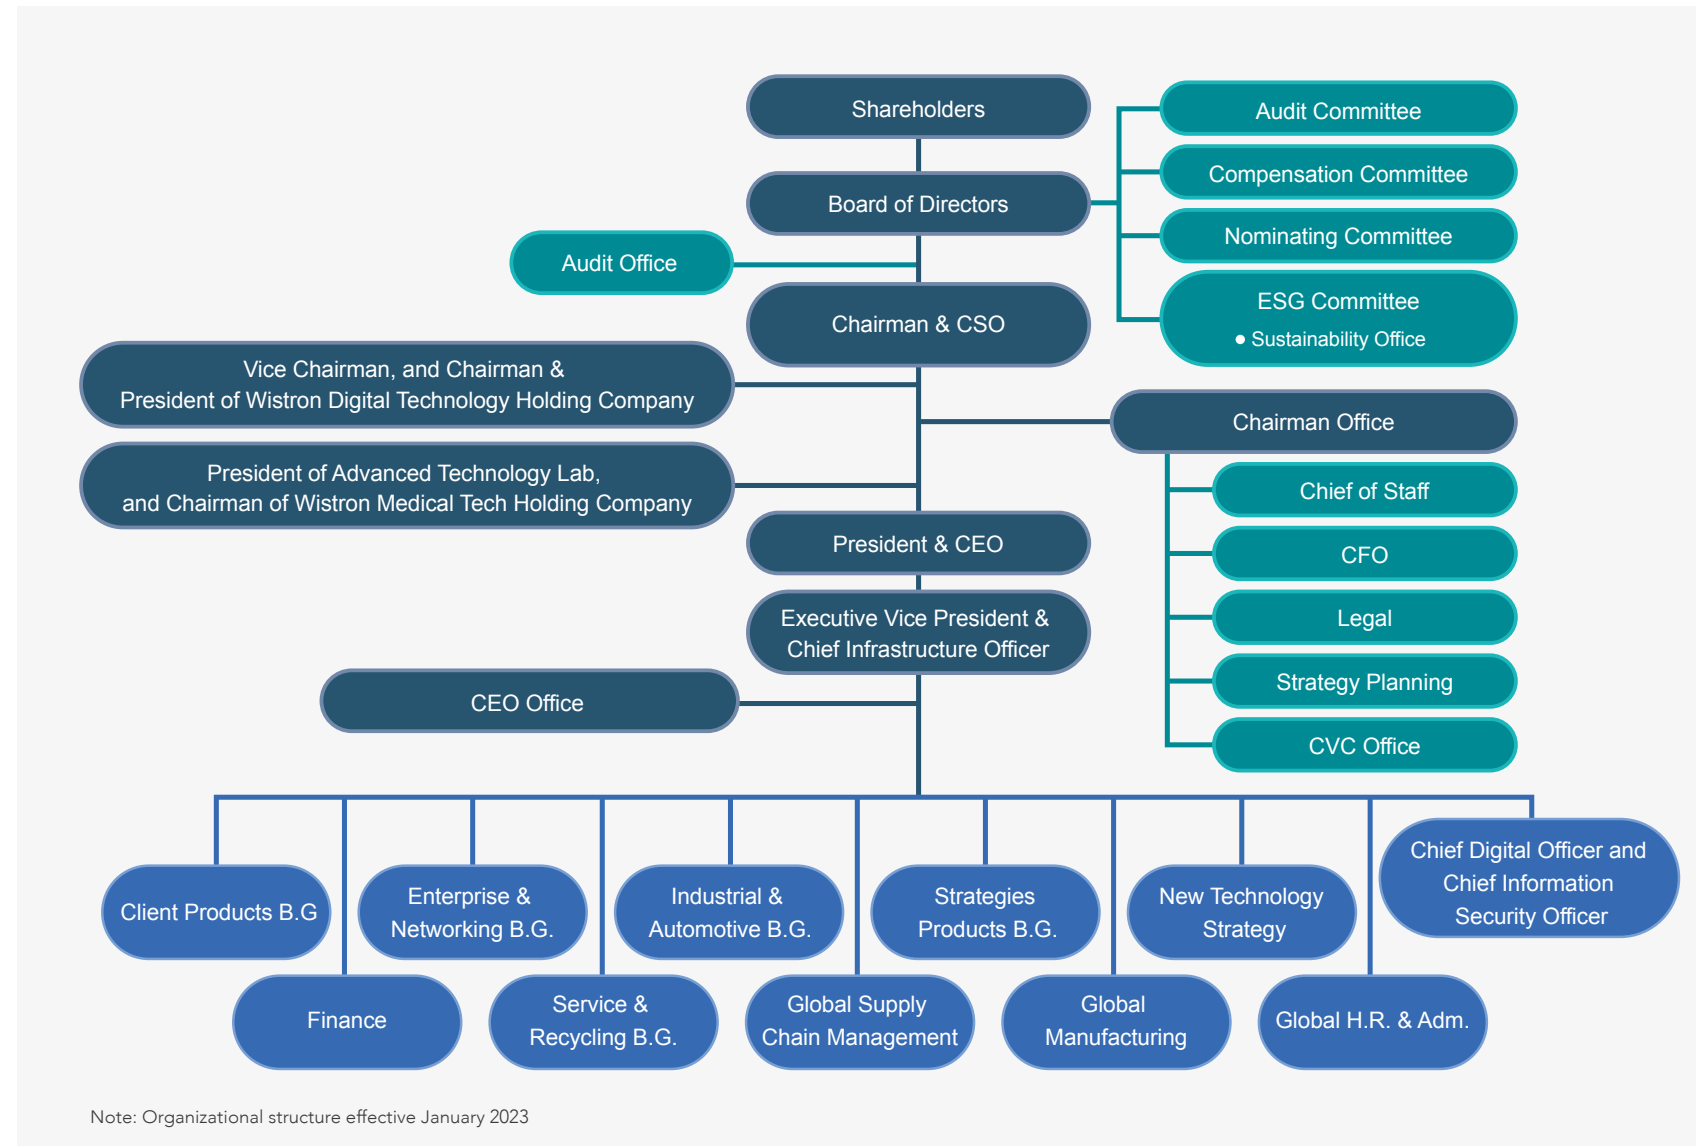 Shareholders
Audit Committee
Compensation Committee
Board of Directors
Nominating Committee
Audit Office
ESG Committee
● Sustainability Office
Chairman & CSO
Vice Chairman, and Chairman &
President of Wistron Digital Technology Holding Company
Chairman Office
President of Advanced Technology Lab,
and Chairman of Wistron Medical Tech Holding Company
Chief of Staff
President & CEO
CFO
Executive Vice President &
Chief Infrastructure Officer
Legal
Strategy Planning
CEO Office
CVC Office
Client Products B.G
Enterprise &
Networking B.G.
Industrial &
Automotive B.G.
Strategies
Products B.G.
New Technology
Strategy
Chief Digital Officer and
Chief Information
Security Officer
Finance
Service &
Recycling B.G.
Global Supply
Chain Management
Global
Manufacturing
Global H.R. & Adm.
Note: Organizational structure effective January 2023